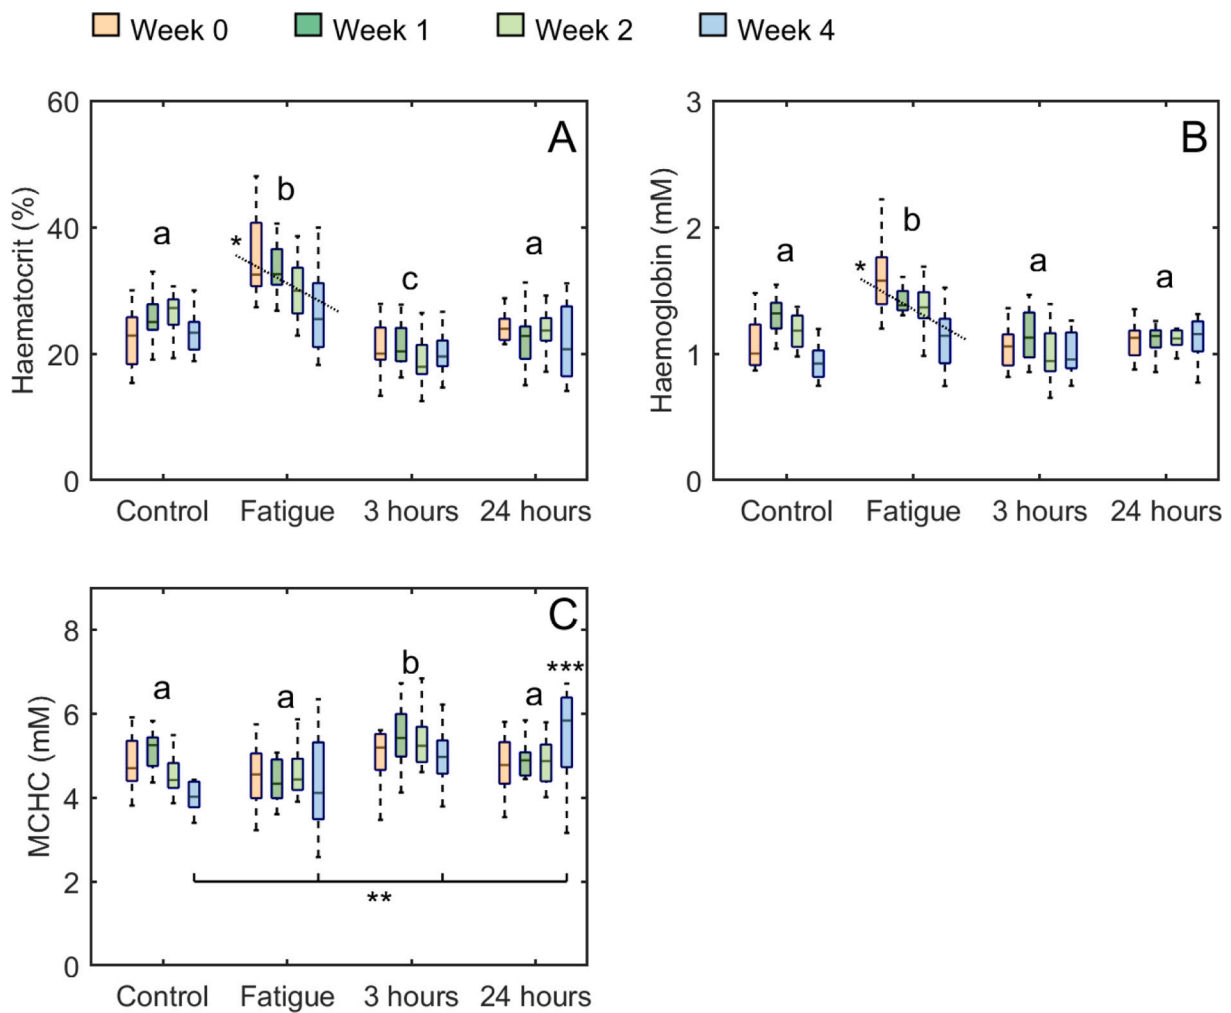 Week 0 Week 1 Week 2 Week 4
A
Haematocrit (%)
60
40
20
0
a
*
b
c
a
Control Fatigue 3 hours 24 hours
B
Haemoglobin (mM)
3
2
1
0
a
*
b
a
a
Control Fatigue 3 hours 24 hours
C
MCHC (mM)
8
6
4
2
0
a
a
b
a
***
**
Control Fatigue 3 hours 24 hours